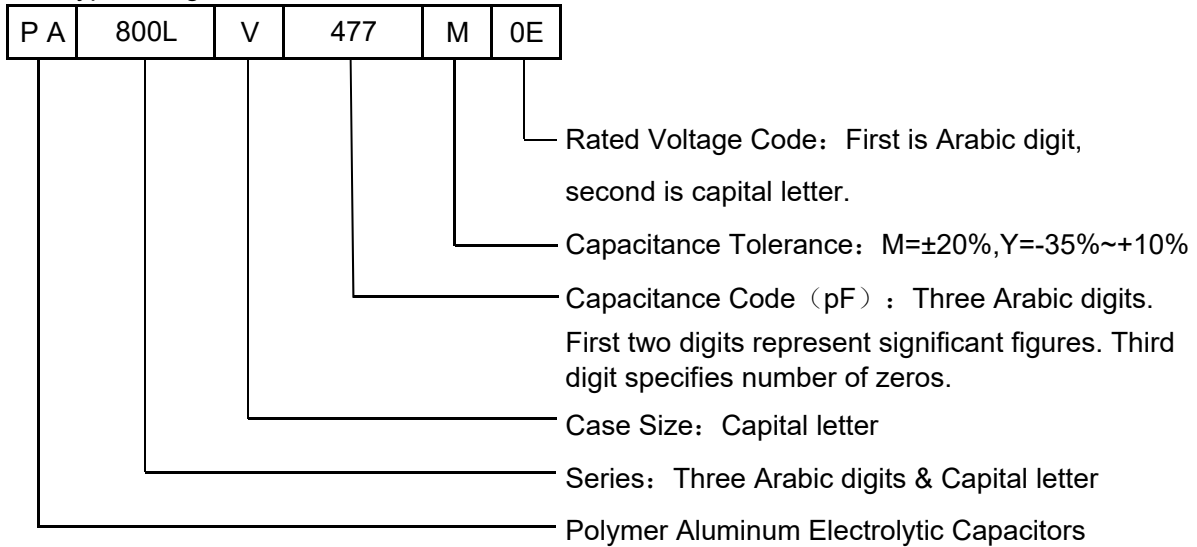 P A 800L V 477 M 0E
Rated Voltage Code：First is Arabic digit,
second is capital letter.
Capacitance Tolerance：M=±20%,Y=-35%~+10%
Capacitance Code（pF）：Three Arabic digits.
First two digits represent significant figures. Third
digit specifies number of zeros.
Case Size：Capital letter
Series：Three Arabic digits & Capital letter
Polymer Aluminum Electrolytic Capacitors